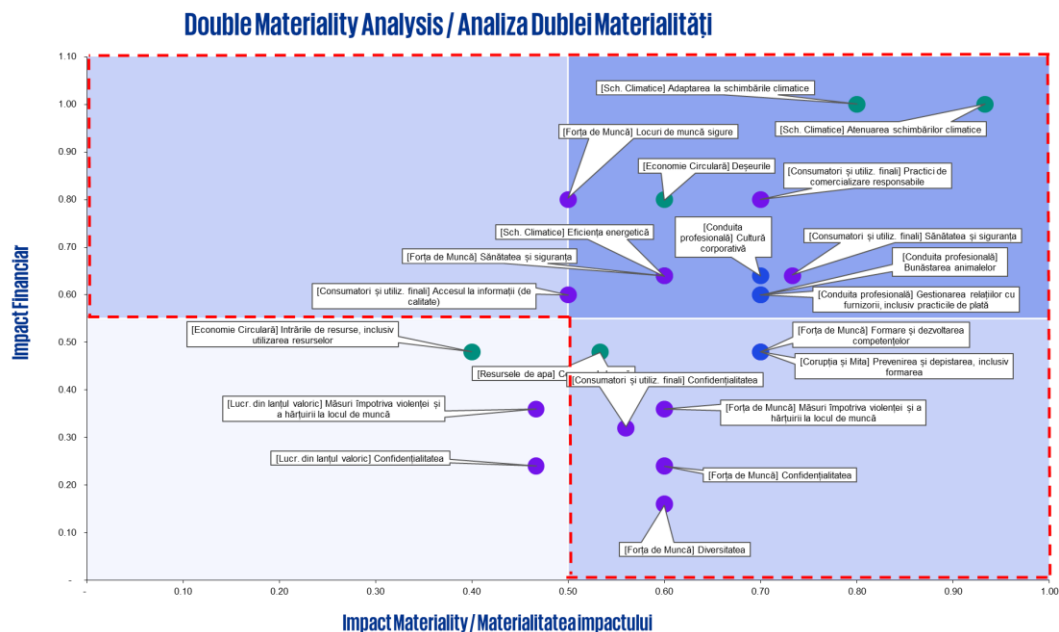 Double Materiality Analysis / Analiza Dublei Materialități
Impact Financiar
1.10
1.00
0.90
0.80
0.70
0.60
0.50
0.40
0.30
0.20
0.10
-
[Sch. Climatice] Adaptarea la schimbările climatice
[Sch. Climatice] Atenuarea schimbărilor climatice
[Forța de Muncă] Locuri de muncă sigure
[Economie Circulară] Deșeurile
[Consumatori și utiliz. finali] Practici de
comercializare responsabile
[Sch. Climatice] Eficiența energetică
[Conduita
profesională] Cultură
corporativă
[Consumatori și utiliz. finali] Sănătatea și siguranța
[Forța de Muncă] Sănătatea și siguranța
[Conduita profesională]
Bunăstarea animalelor
[Consumatori și utiliz. finali] Accesul la informații (de
calitate)
[Conduita profesională] Gestionarea relațiilor cu
furnizorii, inclusiv practicile de plată
[Economie Circulară] Intrările de resurse, inclusiv
utilizarea resurselor
[Forța de Muncă] Formare și dezvoltarea
competențelor
[Corupția și Mita] Prevenirea și depistarea, inclusiv
formarea
[Resursele de apa]
[Consumatori și utiliz. finali] Confidențialitatea
[Lucr. din lanțul valoric] Măsuri împotriva violenței și
a hărțuirii la locul de muncă
[Forța de Muncă] Măsuri împotriva violenței și a
hărțuirii la locul de muncă
[Lucr. din lanțul valoric] Confidențialitatea
[Forța de Muncă] Confidențialitatea
[Forța de Muncă] Diversitatea
- 0.10 0.20 0.30 0.40 0.50 0.60 0.70 0.80 0.90 1.00
Impact Materiality / Materialitatea impactului